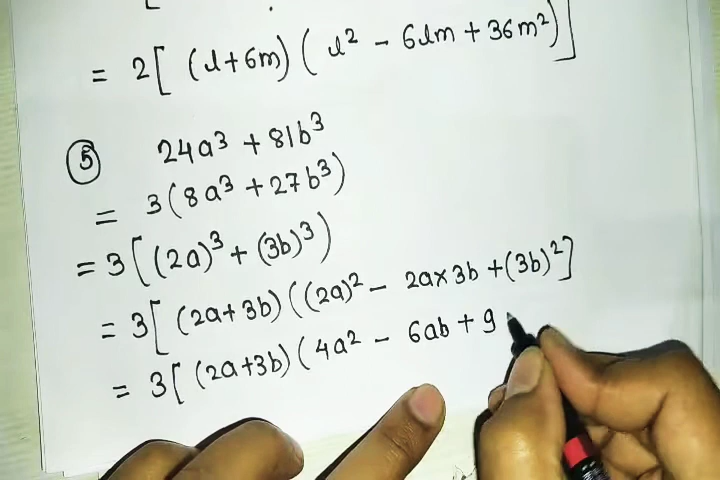 = 2[ (l+6m) ( l² - 6lm + 36m²) ]
⑤ 24a³ + 81b³
= 3(8a³ + 27b³)
= 3[ (2a)³ + (3b)³)
= 3[ (2a+3b) ((2a)² - 2a×3b + (3b)²]
= 3[ (2a+3b) ( 4a² - 6ab + 9